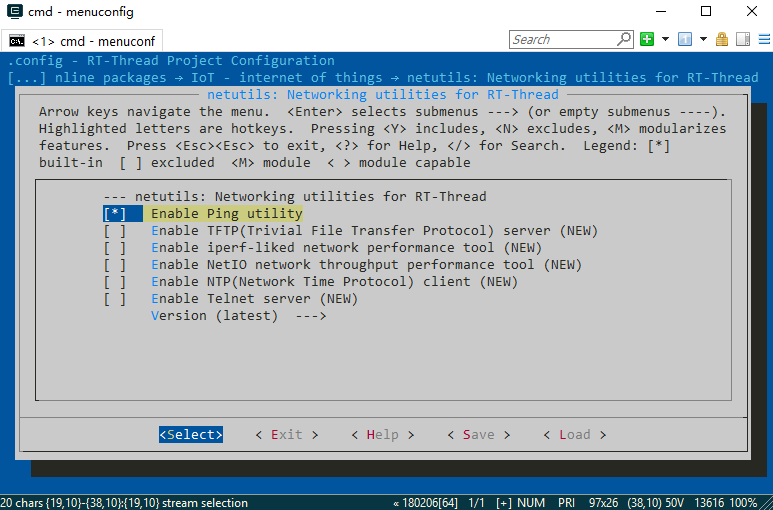 cmd - menuconfig
<1> cmd - menuconf
Search
.config - RT-Thread Project Configuration
[...] nline packages → IoT - internet of things → netutils: Networking utilities for RT-Thread
netutils: Networking utilities for RT-Thread
Arrow keys navigate the menu.  <Enter> selects submenus ---> (or empty submenus ----).
Highlighted letters are hotkeys.  Pressing <Y> includes, <N> excludes, <M> modularizes
features.  Press <Esc><Esc> to exit, <?> for Help, </> for Search.  Legend: [*]
built-in  [ ] excluded  <M> module  < > module capable
--- netutils: Networking utilities for RT-Thread
[*]   Enable Ping utility
[ ]   Enable TFTP(Trivial File Transfer Protocol) server (NEW)
[ ]   Enable iperf-liked network performance tool (NEW)
[ ]   Enable NetIO network throughput performance tool (NEW)
[ ]   Enable NTP(Network Time Protocol) client (NEW)
[ ]   Enable Telnet server (NEW)
Version (latest)  --->
<Select>    < Exit >    < Help >    < Save >    < Load >
20 chars {19,10}-{38,10}:{19,10} stream selection    « 180206[64]  1/1  [+] NUM  PRI  97x26  (38,10) 50V  13616 100%